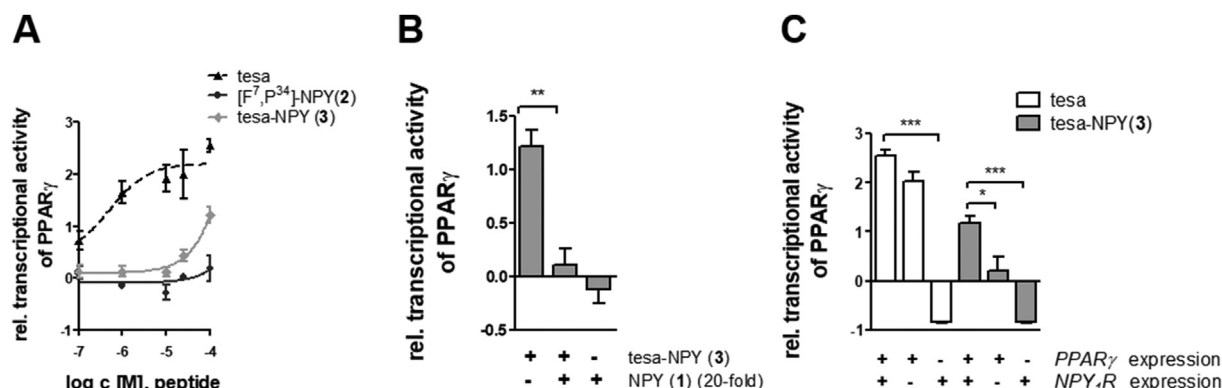 A
tesa
[F7,P34]-NPY(2)
tesa-NPY (3)
rel. transcriptional activity
of PPARγ
3
2
1
0
-1
-7 -6 -5 -4
log c [M], peptide
B
rel. transcriptional activity
of PPARγ
**
1.5
1.0
0.5
0.0
-0.5
+ + - tesa-NPY (3)
- + + NPY (1) (20-fold)
C
tesa
tesa-NPY(3)
rel. transcriptional activity
of PPARγ
3
2
1
0
-1
***
***
*
+ + - + + - PPARγ expression
+ - + + - + NPY1R expression